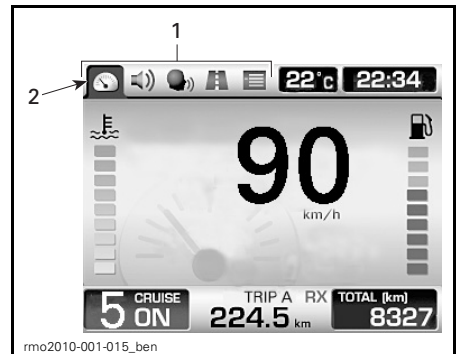 1
2
22°c 22:34
90
km/h
5 CRUISE ON
TRIP A RX
224.5 km
TOTAL (km)
8327
rmo2010-001-015_ben